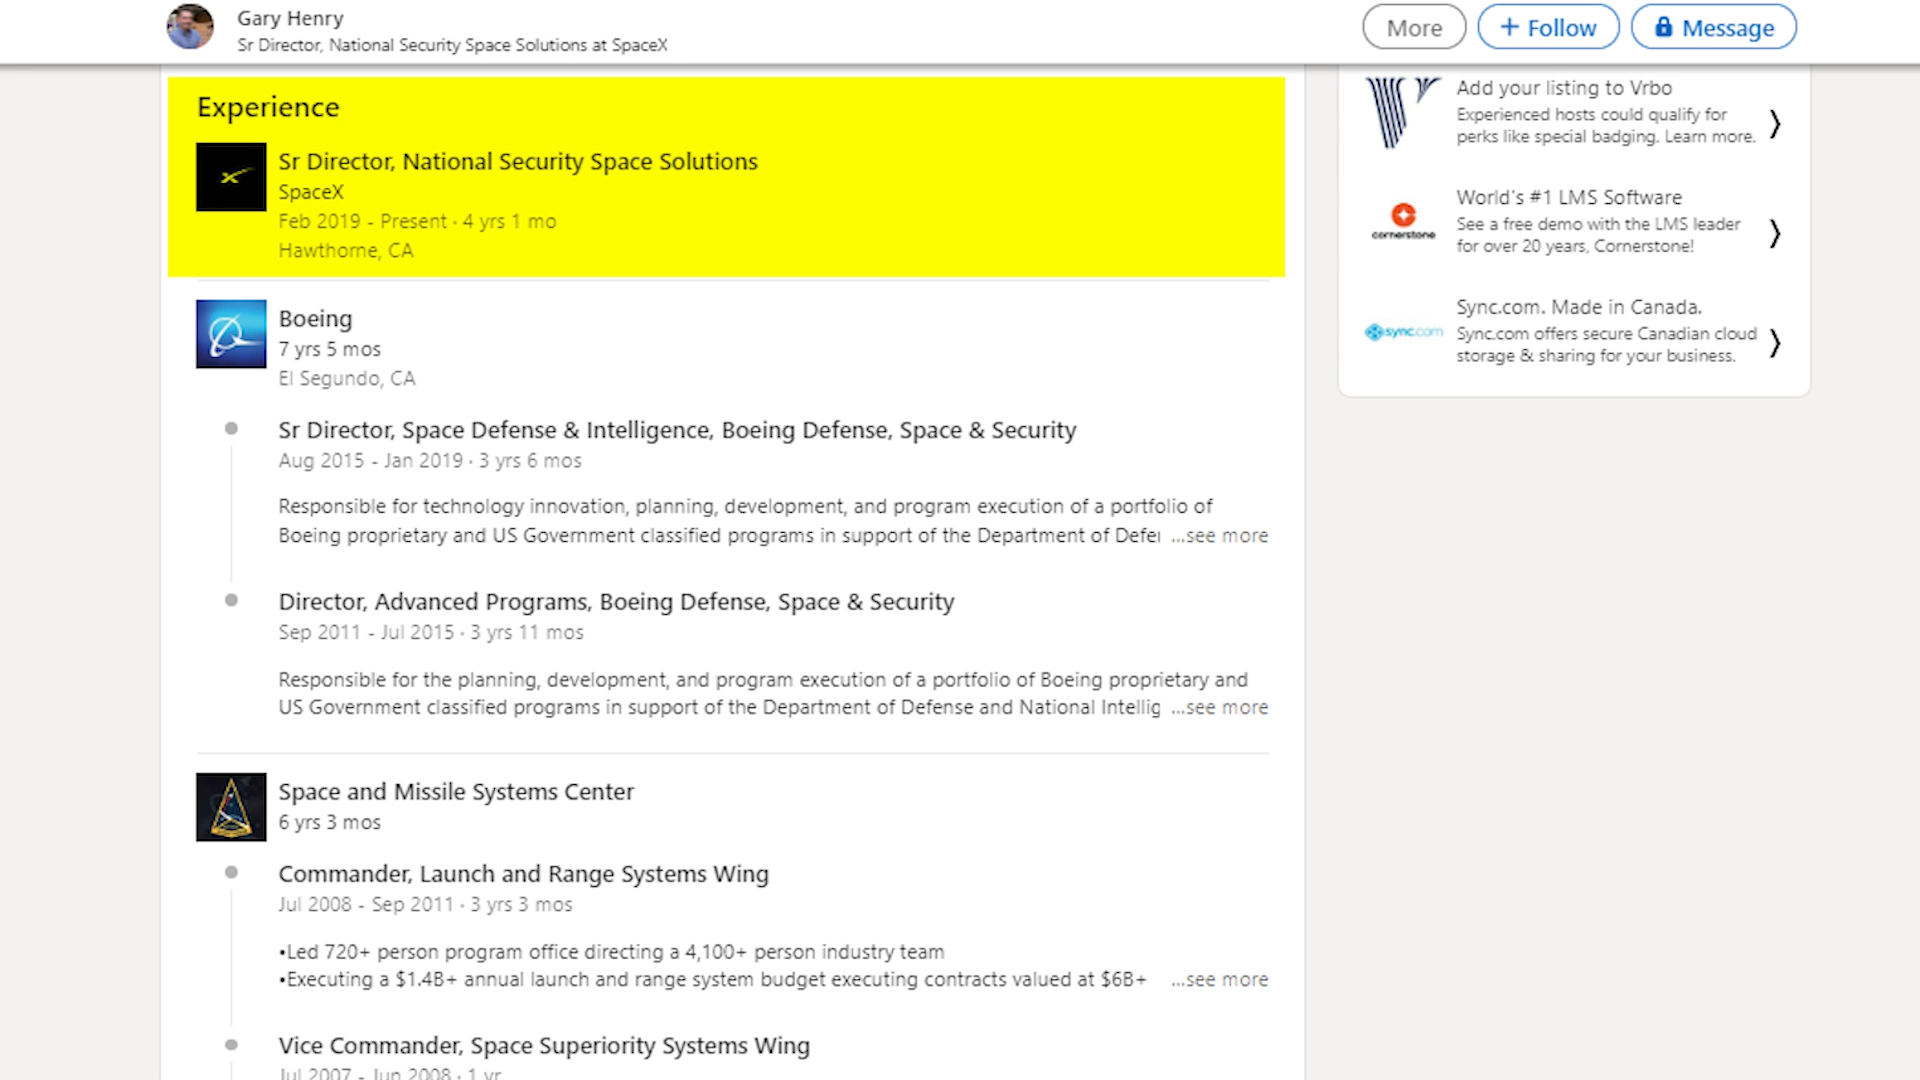 Gary Henry
Sr Director, National Security Space Solutions at SpaceX
More
+ Follow
Message
Experience
Sr Director, National Security Space Solutions
SpaceX
Feb 2019 - Present · 4 yrs 1 mo
Hawthorne, CA
Boeing
7 yrs 5 mos
El Segundo, CA
Sr Director, Space Defense & Intelligence, Boeing Defense, Space & Security
Aug 2015 - Jan 2019 · 3 yrs 6 mos
Responsible for technology innovation, planning, development, and program execution of a portfolio of
Boeing proprietary and US Government classified programs in support of the Department of Defe ...see more
Director, Advanced Programs, Boeing Defense, Space & Security
Sep 2011 - Jul 2015 · 3 yrs 11 mos
Responsible for the planning, development, and program execution of a portfolio of Boeing proprietary and
US Government classified programs in support of the Department of Defense and National Intellig ...see more
Space and Missile Systems Center
6 yrs 3 mos
Commander, Launch and Range Systems Wing
Jul 2008 - Sep 2011 · 3 yrs 3 mos
•Led 720+ person program office directing a 4,100+ person industry team
•Executing a $1.4B+ annual launch and range system budget executing contracts valued at $6B+ ...see more
Vice Commander, Space Superiority Systems Wing
Jul 2007 - Jun 2008 · 1 yr
Add your listing to Vrbo
Experienced hosts could qualify for
perks like special badging. Learn more.
cornerstone
World's #1 LMS Software
See a free demo with the LMS leader
for over 20 years, Cornerstone!
sync.com
Sync.com. Made in Canada.
Sync.com offers secure Canadian cloud
storage & sharing for your business.